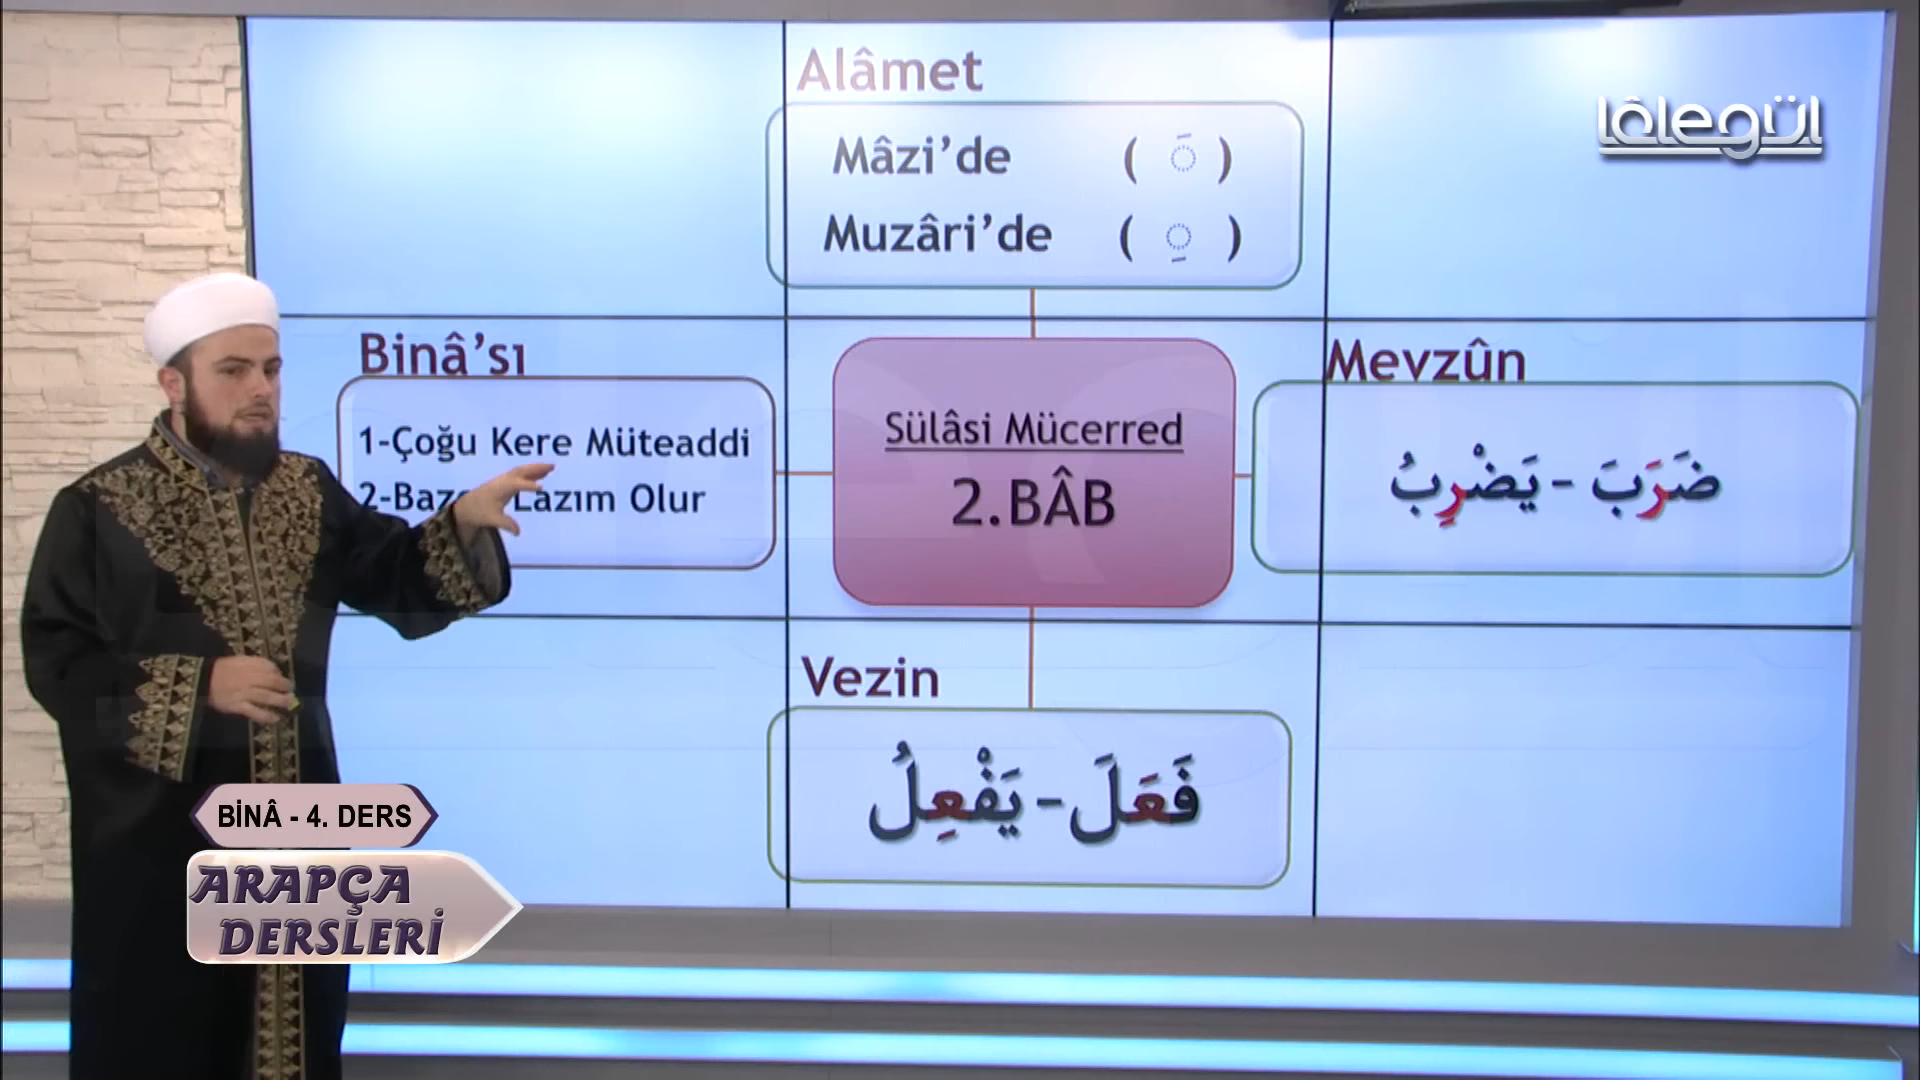 Alâmet
Mâzi’de ( َ )
Muzâri’de ( ِ )
lâlegül
Binâ’sı
1-Çoğu Kere Müteaddi
2-Baz Lazım Olur
Sülâsi Mücerred
2.BÂB
Mevzûn
ضَرَبَ - يَضْرِبُ
Vezin
فَعَلَ - يَفْعِلُ
BİNÂ - 4. DERS
ARAPÇA
DERSLERİ